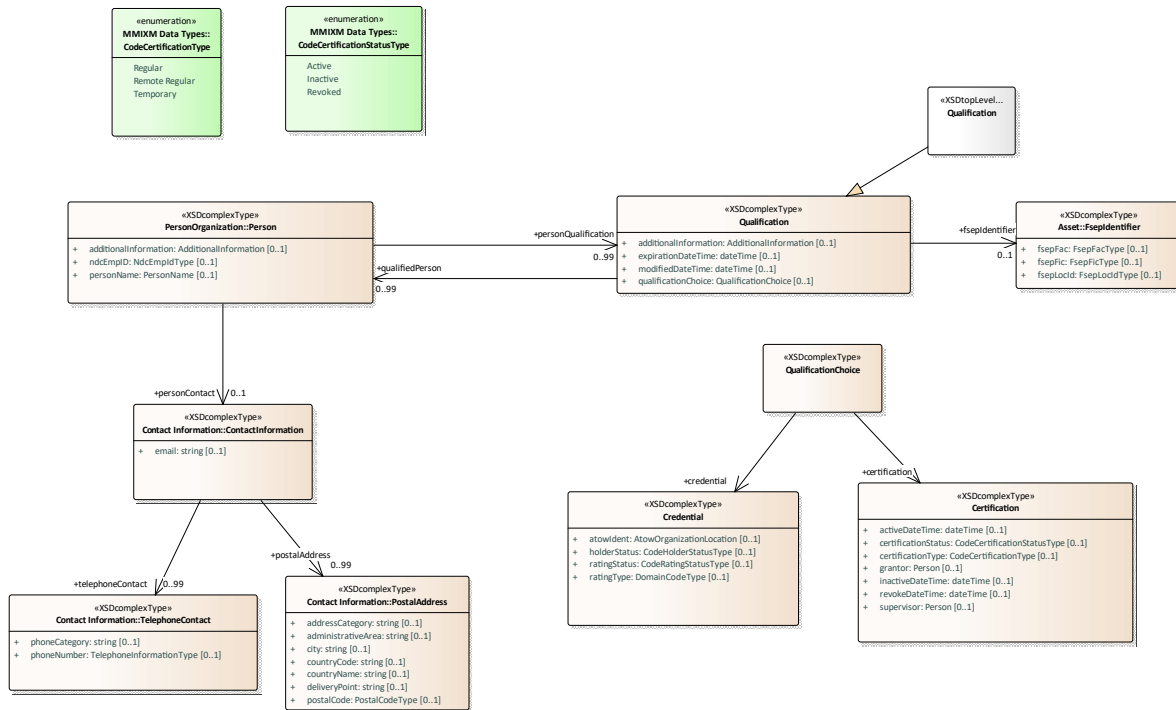 «enumeration»
MMIXM Data Types::
CodeCertificationType
Regular
Remote Regular
Temporary
«enumeration»
MMIXM Data Types::
CodeCertificationStatusType
Active
Inactive
Revoked
«XSDtopLevel...
Qualification
«XSDcomplexType»
PersonOrganization::Person
+ additionalInformation: AdditionalInformation [0..1]
+ ndcEmpID: NdcEmpIdType [0..1]
+ personName: PersonName [0..1]
+personQualification
0..99
+qualifiedPerson
0..99
«XSDcomplexType»
Qualification
+ additionalInformation: AdditionalInformation [0..1]
+ expirationDateTime: dateTime [0..1]
+ modifiedDateTime: dateTime [0..1]
+ qualificationChoice: QualificationChoice [0..1]
+fsepIdentifier
0..1
«XSDcomplexType»
Asset::FsepIdentifier
+ fsepFac: FsepFacType [0..1]
+ fsepFic: FsepFicType [0..1]
+ fsepLocId: FsepLocIdType [0..1]
+personContact 0..1
«XSDcomplexType»
Contact Information::ContactInformation
+ email: string [0..1]
«XSDcomplexType»
QualificationChoice
+credential
+certification
«XSDcomplexType»
Credential
+ atowIdent: AtowOrganizationLocation [0..1]
+ holderStatus: CodeHolderStatusType [0..1]
+ ratingStatus: CodeRatingStatusType [0..1]
+ ratingType: DomainCodeType [0..1]
«XSDcomplexType»
Certification
+ activeDateTime: dateTime [0..1]
+ certificationStatus: CodeCertificationStatusType [0..1]
+ certificationType: CodeCertificationType [0..1]
+ grantor: Person [0..1]
+ inactiveDateTime: dateTime [0..1]
+ revokeDateTime: dateTime [0..1]
+ supervisor: Person [0..1]
+telephoneContact 0..99
+postalAddress
0..99
«XSDcomplexType»
Contact Information::TelephoneContact
+ phoneCategory: string [0..1]
+ phoneNumber: TelephoneInformationType [0..1]
«XSDcomplexType»
Contact Information::PostalAddress
+ addressCategory: string [0..1]
+ administrativeArea: string [0..1]
+ city: string [0..1]
+ countryCode: string [0..1]
+ countryName: string [0..1]
+ deliveryPoint: string [0..1]
+ postalCode: PostalCodeType [0..1]